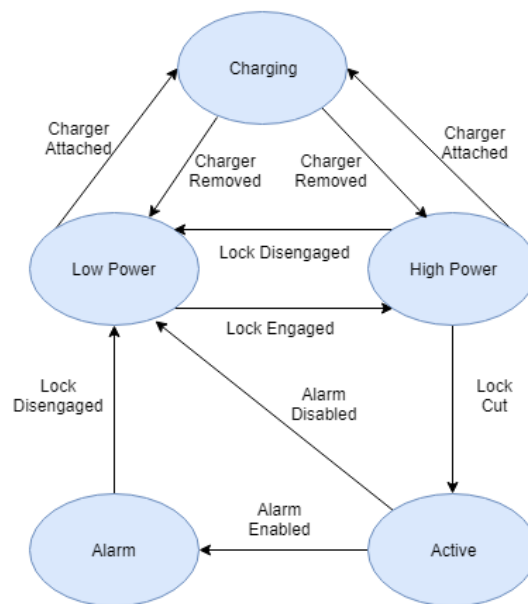 Charging
Charger
Attached
Charger
Removed
Charger
Removed
Charger
Attached
Low Power
Lock Disengaged
High Power
Lock Engaged
Lock
Disengaged
Alarm
Disabled
Lock
Cut
Alarm
Alarm
Enabled
Active